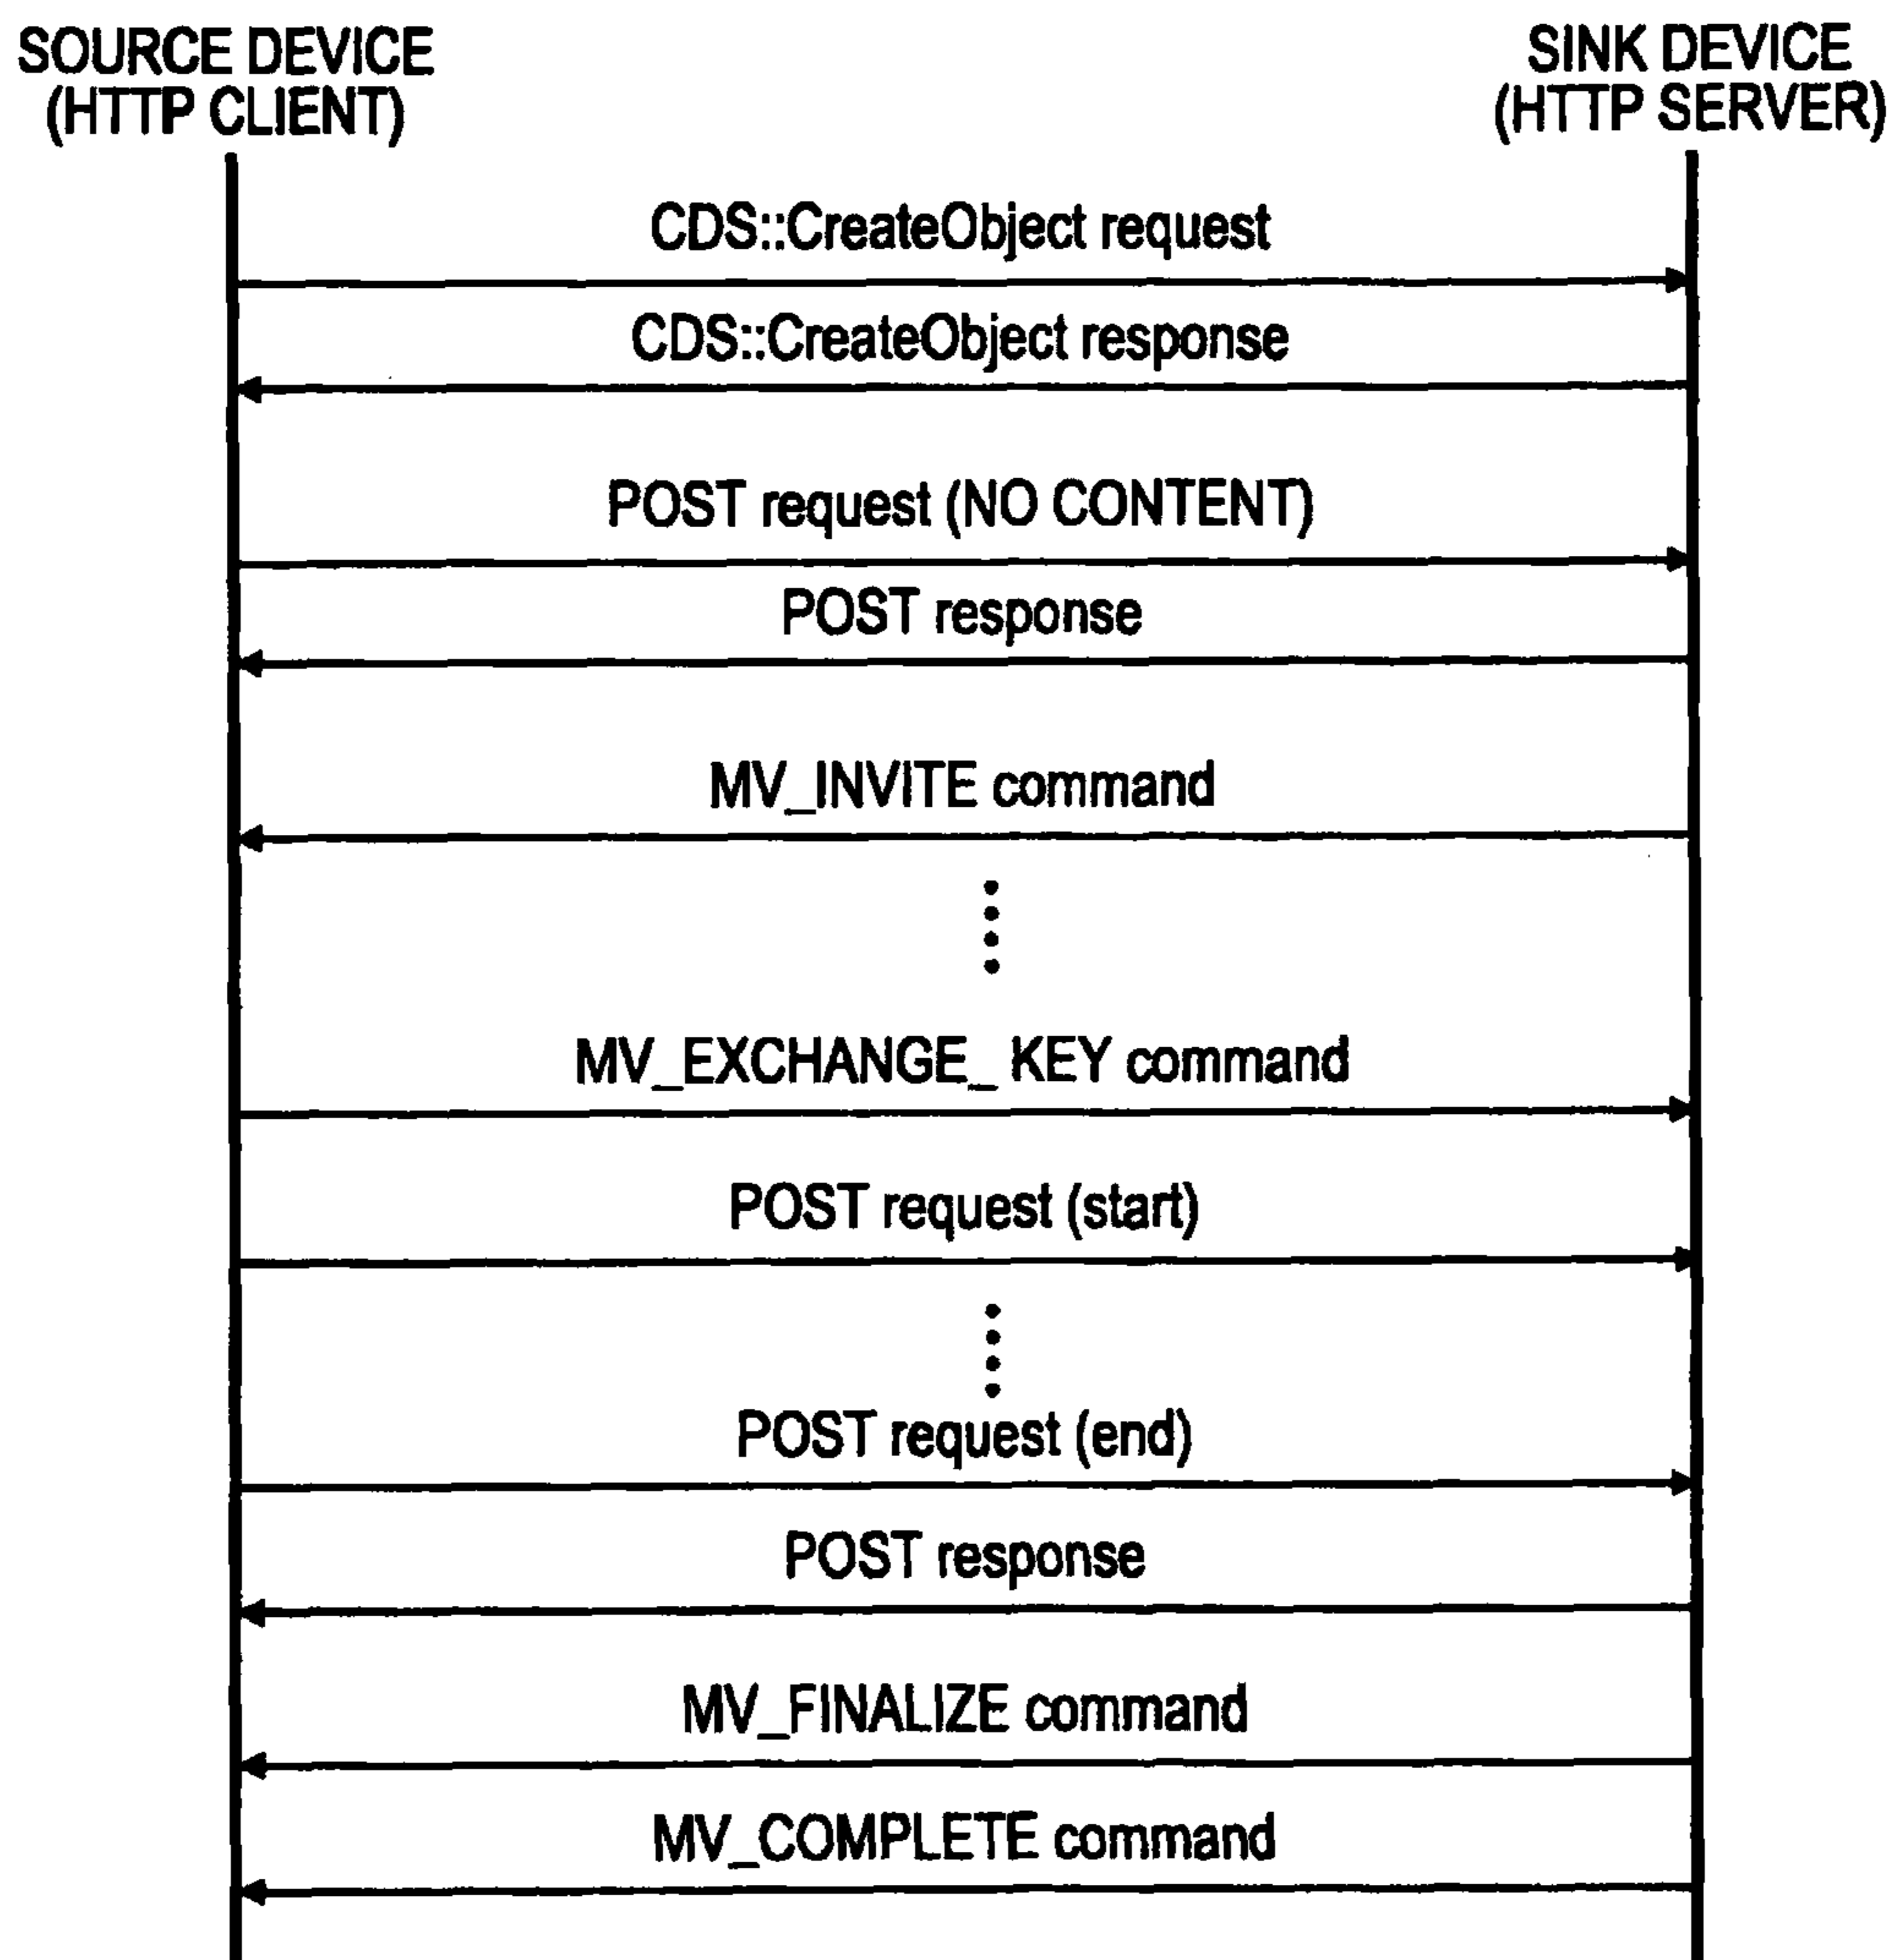 SOURCE DEVICE
(HTTP CLIENT)
SINK DEVICE
(HTTP SERVER)
CDS::CreateObject request
CDS::CreateObject response
POST request (NO CONTENT)
POST response
MV_INVITE command
MV_EXCHANGE_ KEY command
POST request (start)
POST request (end)
POST response
MV_FINALIZE command
MV_COMPLETE command